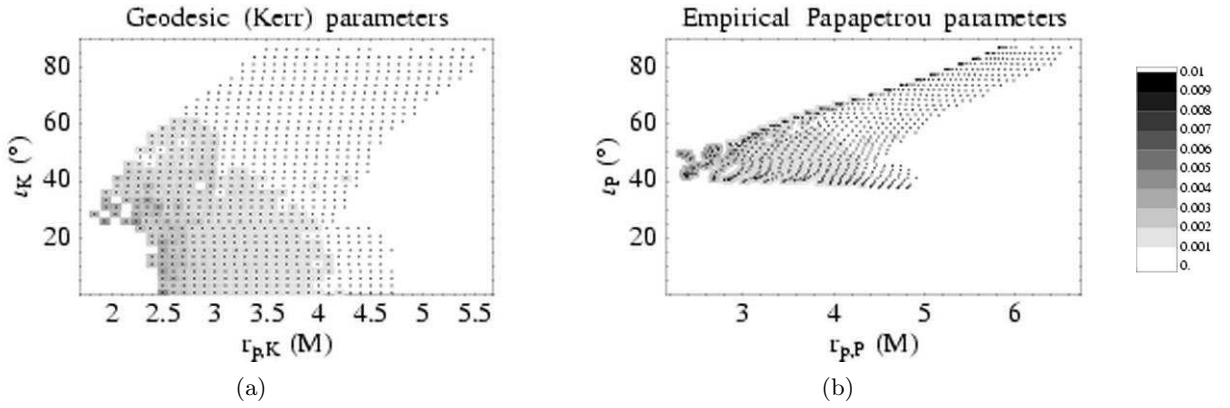 Geodesic (Kerr) parameters
80
60
40
20
ι_K (°)
2 2.5 3 3.5 4 4.5 5 5.5
r_p,K (M)
(a)
Empirical Papapetrou parameters
80
60
40
20
ι_P (°)
3 4 5 6
r_p,P (M)
(b)
0.01
0.009
0.008
0.007
0.006
0.005
0.004
0.003
0.002
0.001
0.